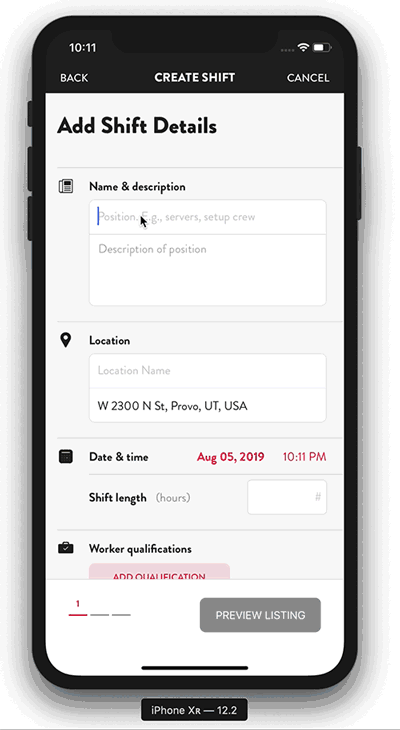 10:11
BACK CREATE SHIFT CANCEL
Add Shift Details
Name & description
Position. E.g., servers, setup crew
Description of position
Location
Location Name
W 2300 N St, Provo, UT, USA
Date & time Aug 05, 2019 10:11 PM
Shift length (hours) #
Worker qualifications
ADD QUALIFICATION
1 PREVIEW LISTING
iPhone Xʀ — 12.2